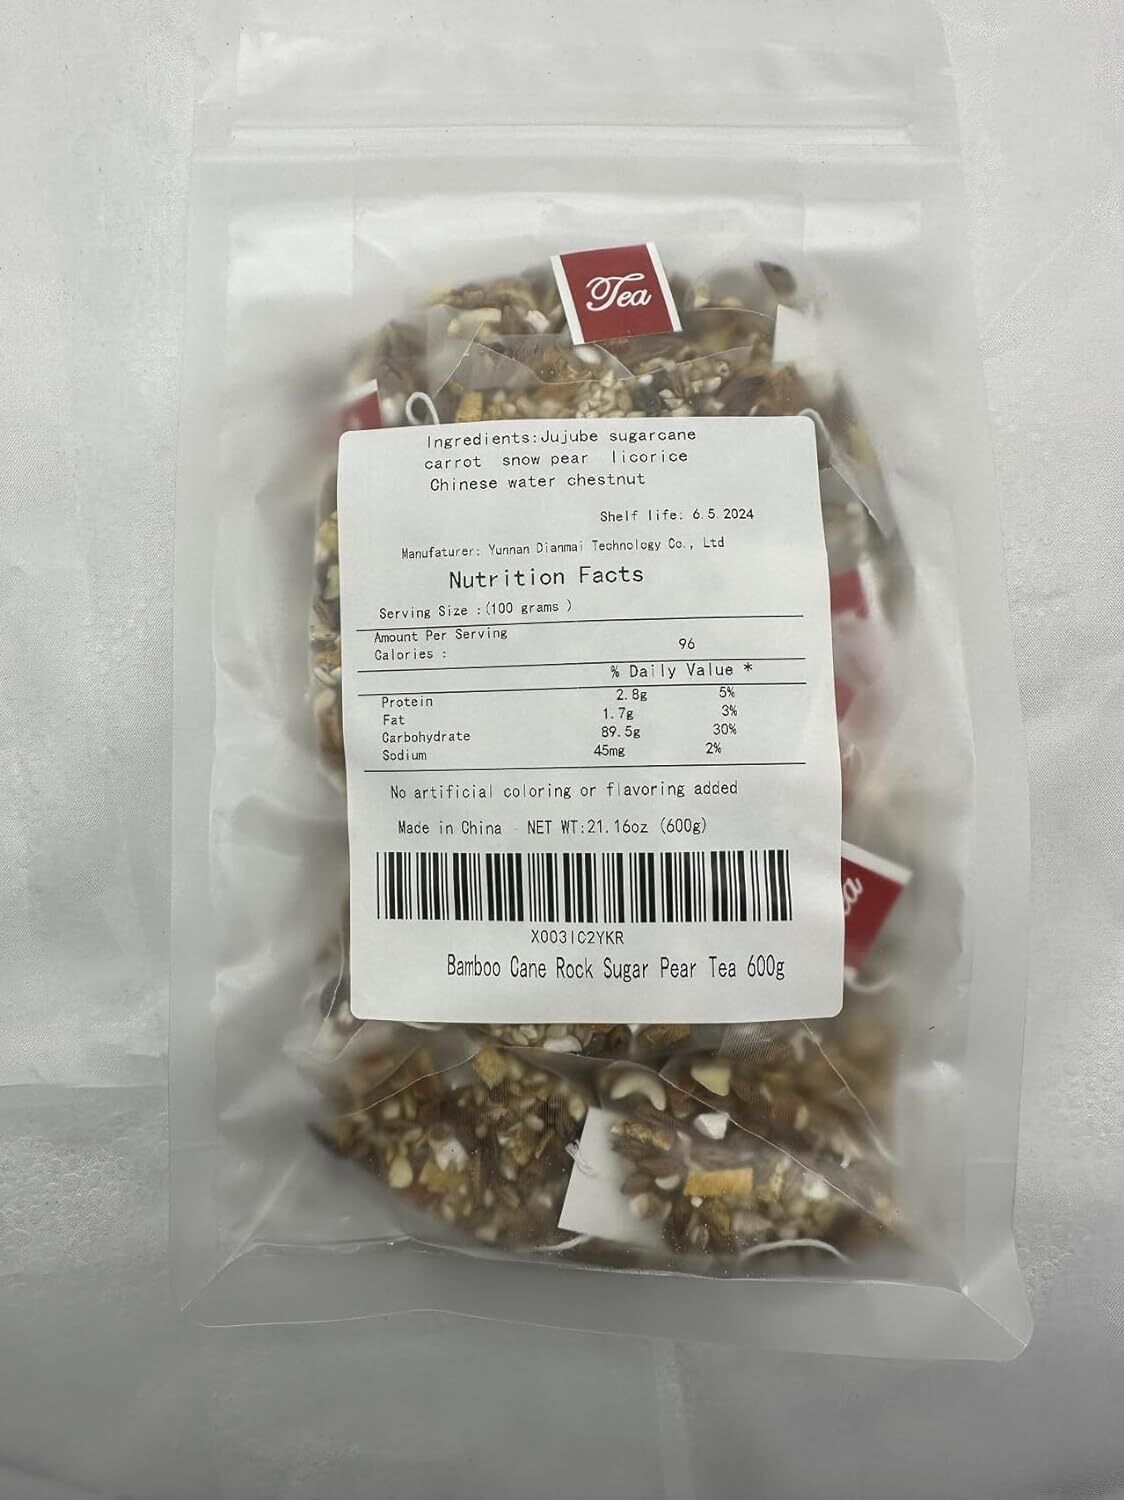 Tea
Ingredients:Jujube sugarcane
carrot snow pear licorice
Chinese water chestnut
Shelf life: 6.5.2024
Manufaturer: Yunnan Dianmai Technology Co., Ltd
Nutrition Facts
Serving Size :(100 grams )
Amount Per Serving
Calories : 96
% Daily Value *
Protein 2.8g 5%
Fat 1.7g 3%
Carbohydrate 89.5g 30%
Sodium 45mg 2%
No artificial coloring or flavoring added
Made in China NET WT:21.16oz (600g)
a
X003IC2YKR
Bamboo Cane Rock Sugar Pear Tea 600g